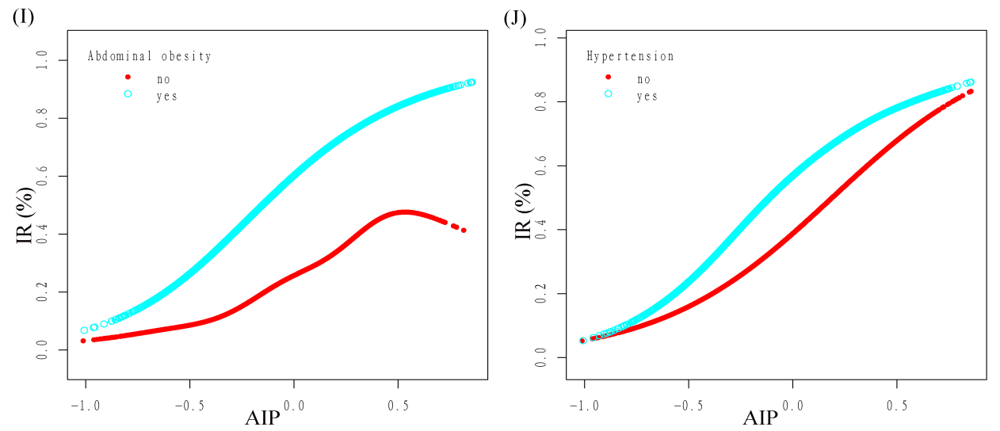 (I)
Abdominal obesity
no
yes
1.0
0.8
0.6
0.4
0.2
0.0
IR (%)
-1.0 -0.5 0.0 0.5
AIP
(J)
Hypertension
no
yes
1.0
0.8
0.6
0.4
0.2
0.0
IR (%)
-1.0 -0.5 0.0 0.5
AIP